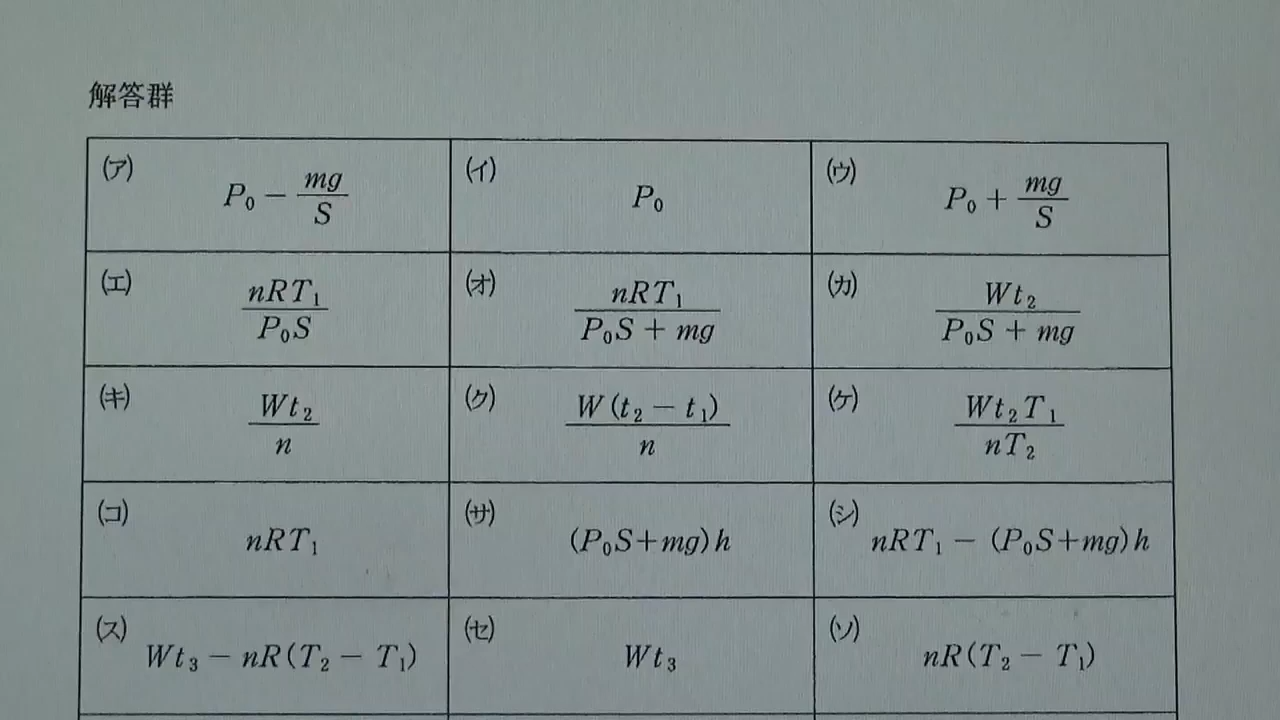 解答群
(ア) P₀ − mg/S (イ) P₀ (ウ) P₀ + mg/S
(エ) nRT₁/P₀S (オ) nRT₁/(P₀S + mg) (カ) Wt₂/(P₀S + mg)
(キ) Wt₂/n (ク) W(t₂ − t₁)/n (ケ) Wt₂T₁/nT₂
(コ) nRT₁ (サ) (P₀S+mg)h (シ) nRT₁ − (P₀S+mg)h
(ス) Wt₃ − nR(T₂ − T₁) (セ) Wt₃ (ソ) nR(T₂ − T₁)